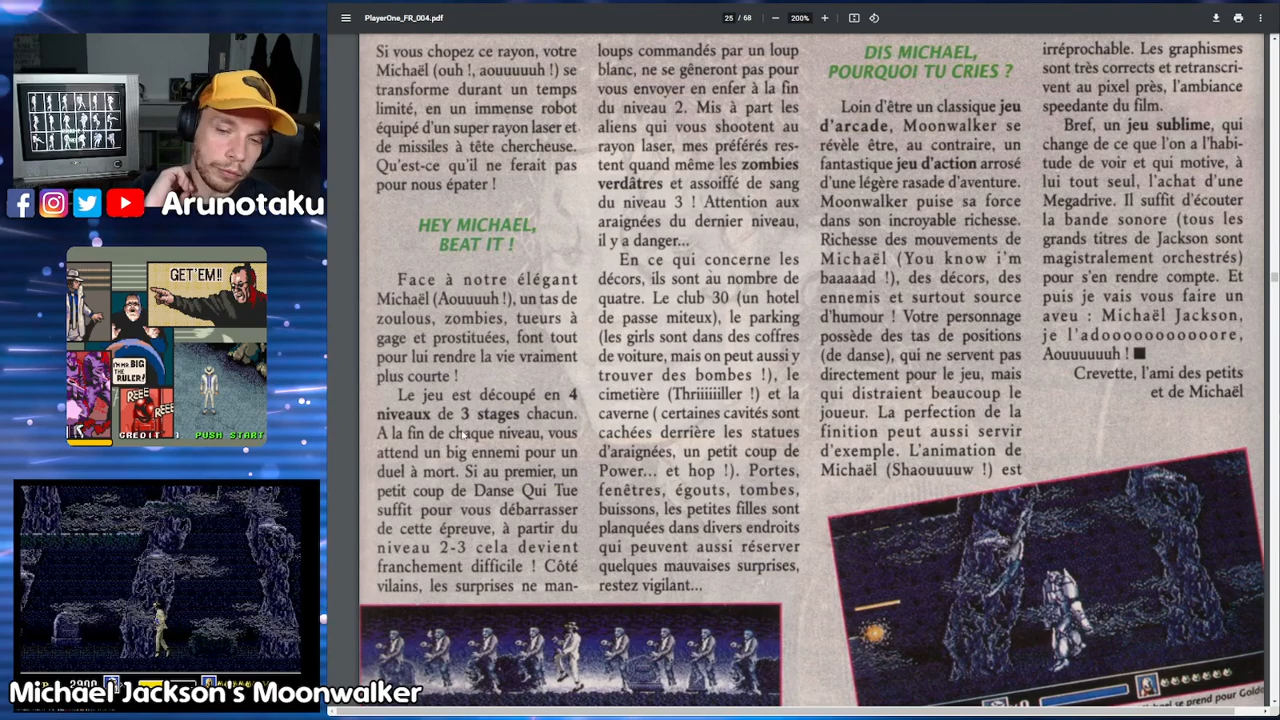 PlayerOne_FR_004.pdf
25 / 68
200%
Si vous chopez ce rayon, votre
Michaël (ouh !, aouuuuuh !) se
transforme durant un temps
limité, en un immense robot
équipé d'un super rayon laser et
de missiles à tête chercheuse.
Qu'est-ce qu'il ne ferait pas
pour nous épater !
HEY MICHAEL,
BEAT IT !
Face à notre élégant
Michaël (Aouuuuh !), un tas de
zoulous, zombies, tueurs à
gage et prostituées, font tout
pour lui rendre la vie vraiment
plus courte !
Le jeu est découpé en 4
niveaux de 3 stages chacun.
A la fin de chaque niveau, vous
attend un big ennemi pour un
duel à mort. Si au premier, un
petit coup de Danse Qui Tue
suffit pour vous débarrasser
de cette épreuve, à partir du
niveau 2-3 cela devient
franchement difficile ! Côté
vilains, les surprises ne man-
loups commandés par un loup
blanc, ne se gêneront pas pour
vous envoyer en enfer à la fin
du niveau 2. Mis à part les
aliens qui vous shootent au
rayon laser, mes préférés res-
tent quand même les zombies
verdâtres et assoiffé de sang
du niveau 3 ! Attention aux
araignées du dernier niveau,
il y a danger...
En ce qui concerne les
décors, ils sont au nombre de
quatre. Le club 30 (un hotel
de passe miteux), le parking
(les girls sont dans des coffres
de voiture, mais on peut aussi y
trouver des bombes !), le
cimetière (Thriiiiiiller !) et la
caverne ( certaines cavités sont
cachées derrière les statues
d'araignées, un petit coup de
Power... et hop !). Portes,
fenêtres, égouts, tombes,
buissons, les petites filles sont
planquées dans divers endroits
qui peuvent aussi réserver
quelques mauvaises surprises,
restez vigilant...
DIS MICHAEL,
POURQUOI TU CRIES ?
Loin d'être un classique jeu
d'arcade, Moonwalker se
révèle être, au contraire, un
fantastique jeu d'action arrosé
d'une légère rasade d'aventure.
Moonwalker puise sa force
dans son incroyable richesse.
Richesse des mouvements de
Michaël (You know i'm
baaaad !), des décors, des
ennemis et surtout source
d'humour ! Votre personnage
possède des tas de positions
(de danse), qui ne servent pas
directement pour le jeu, mais
qui distraient beaucoup le
joueur. La perfection de la
finition peut aussi servir
d'exemple. L'animation de
Michaël (Shaouuuuw !) est
irréprochable. Les graphismes
sont très corrects et retranscri-
vent au pixel près, l'ambiance
speedante du film.
Bref, un jeu sublime, qui
change de ce que l'on a l'habi-
tude de voir et qui motive, à
lui tout seul, l'achat d'une
Megadrive. Il suffit d'écouter
la bande sonore (tous les
grands titres de Jackson sont
magistralement orchestrés)
pour s'en rendre compte. Et
puis je vais vous faire un
aveu : Michaël Jackson,
je l'adooooooooooore,
Aouuuuuuh !
Crevette, l'ami des petits
et de Michaël
Arunotaku
GET'EM!!
I'M MR. BIG
THE
RULER!
REEE
REEE
CREDIT
PUSH START
2900
Michael Jackson's Moonwalker
se prend pour